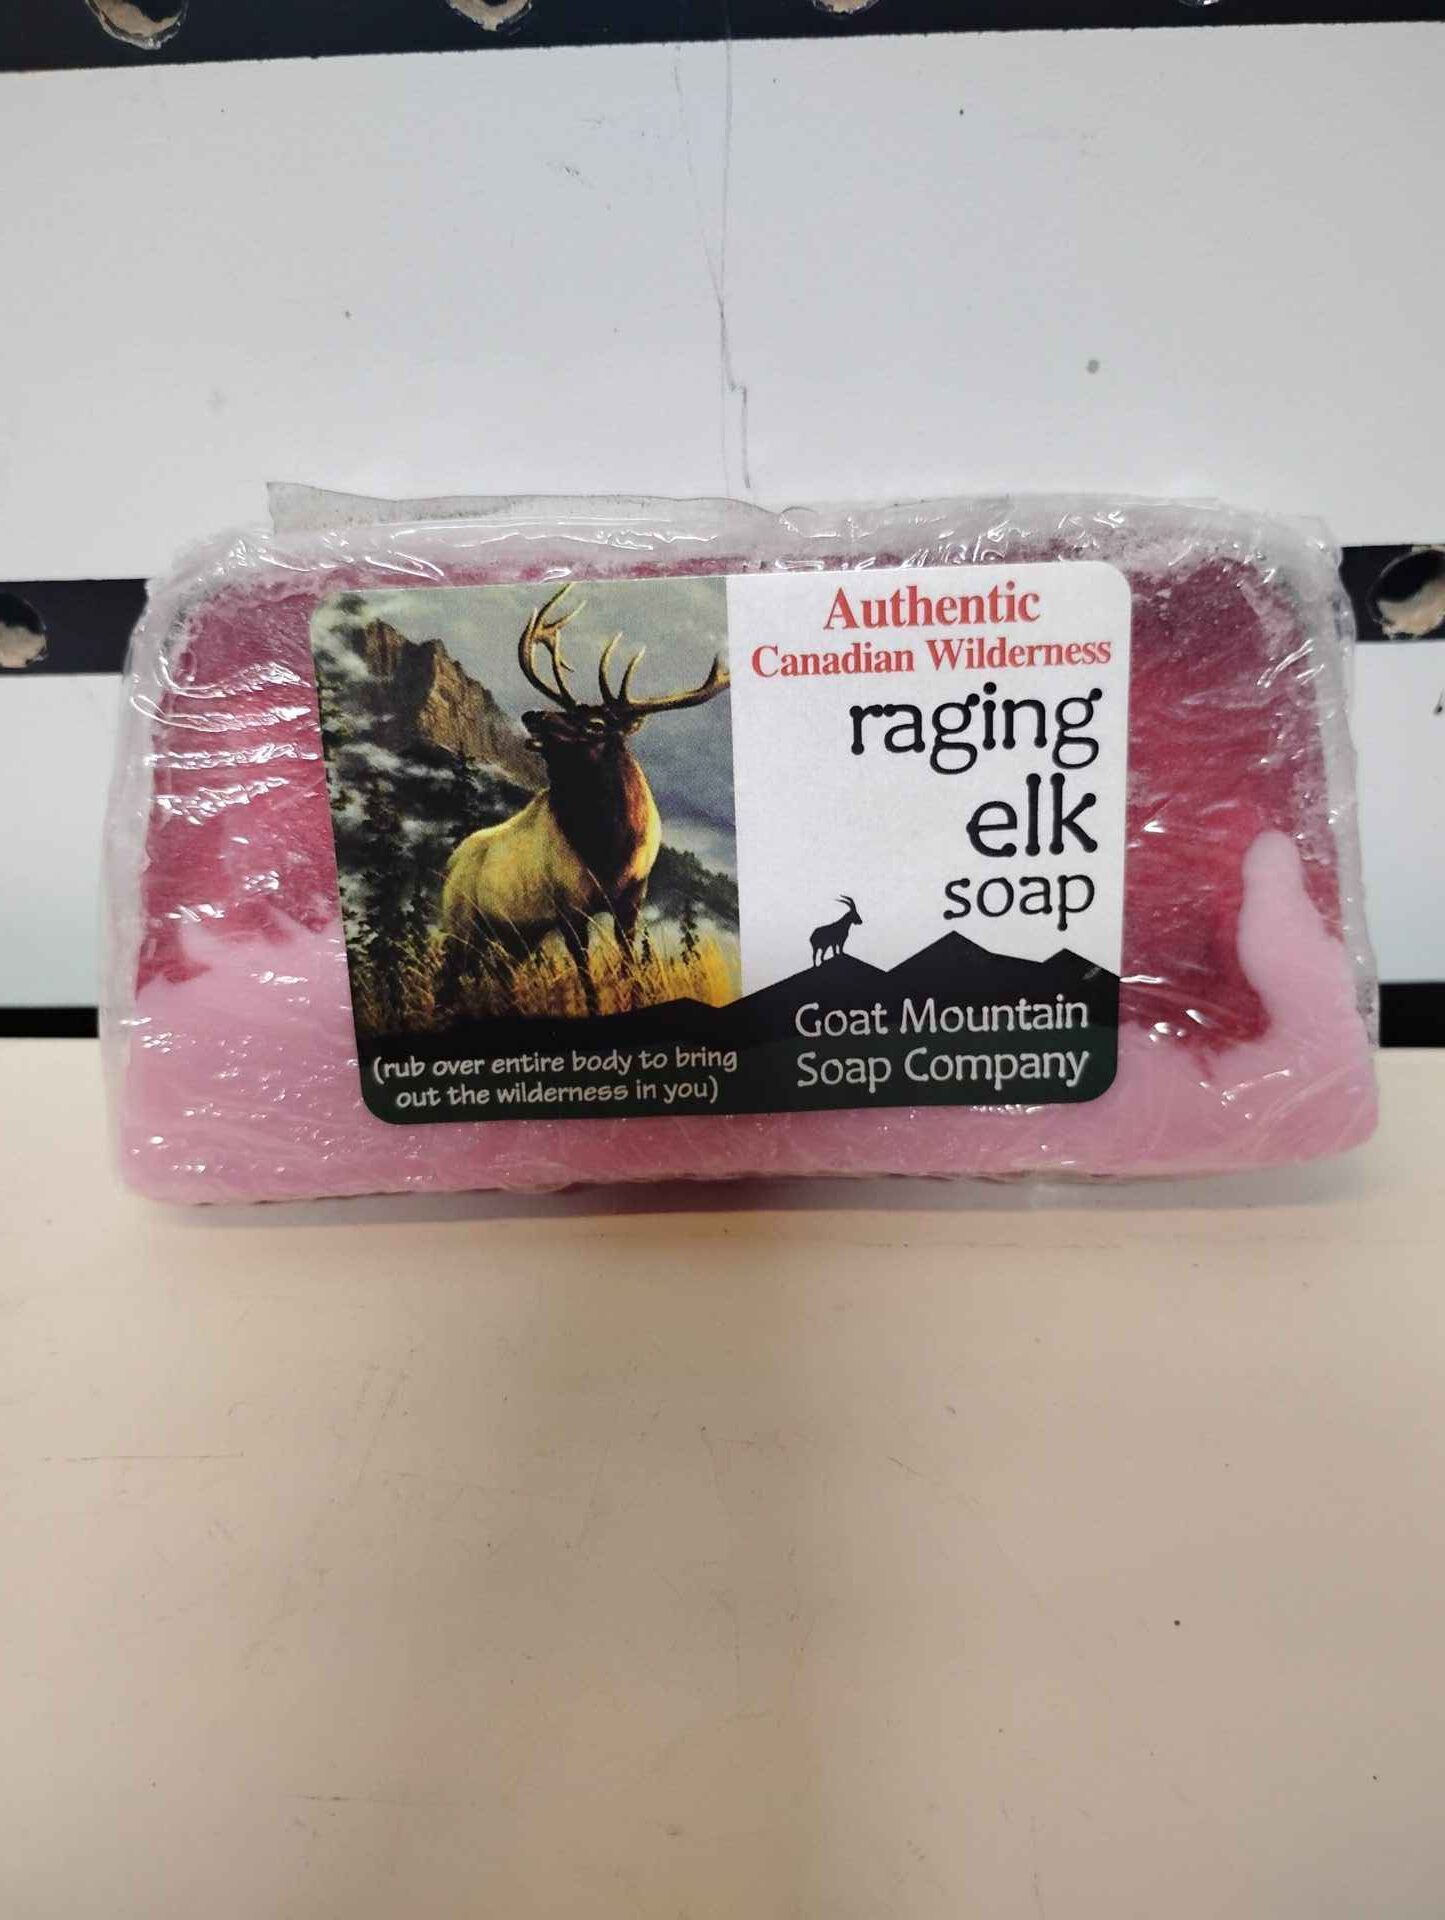 Authentic
Canadian Wilderness
raging
elk
soap
Goat Mountain
Soap Company
(rub over entire body to bring
out the wilderness in you)